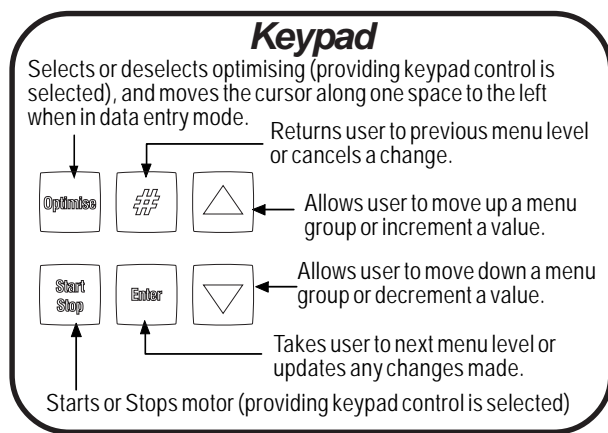 Keypad
Selects or deselects optimising (providing keypad control is
selected), and moves the cursor along one space to the left
when in data entry mode.
Returns user to previous menu level
or cancels a change.
Optimise
#
Allows user to move up a menu
group or increment a value.
Start
Stop
Enter
Allows user to move down a menu
group or decrement a value.
Takes user to next menu level or
updates any changes made.
Starts or Stops motor (providing keypad control is selected)